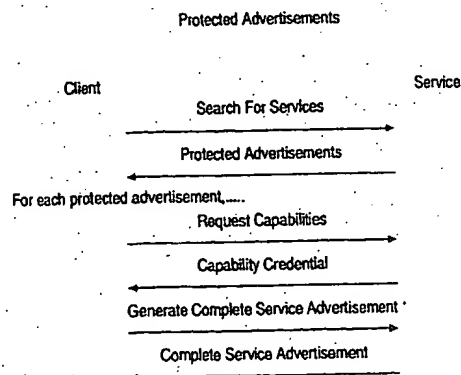 Protected Advertisements
Client
Service
Search For Services
Protected Advertisements
For each protected advertisement,.....
Request Capabilities
Capability Credential
Generate Complete Service Advertisement
Complete Service Advertisement